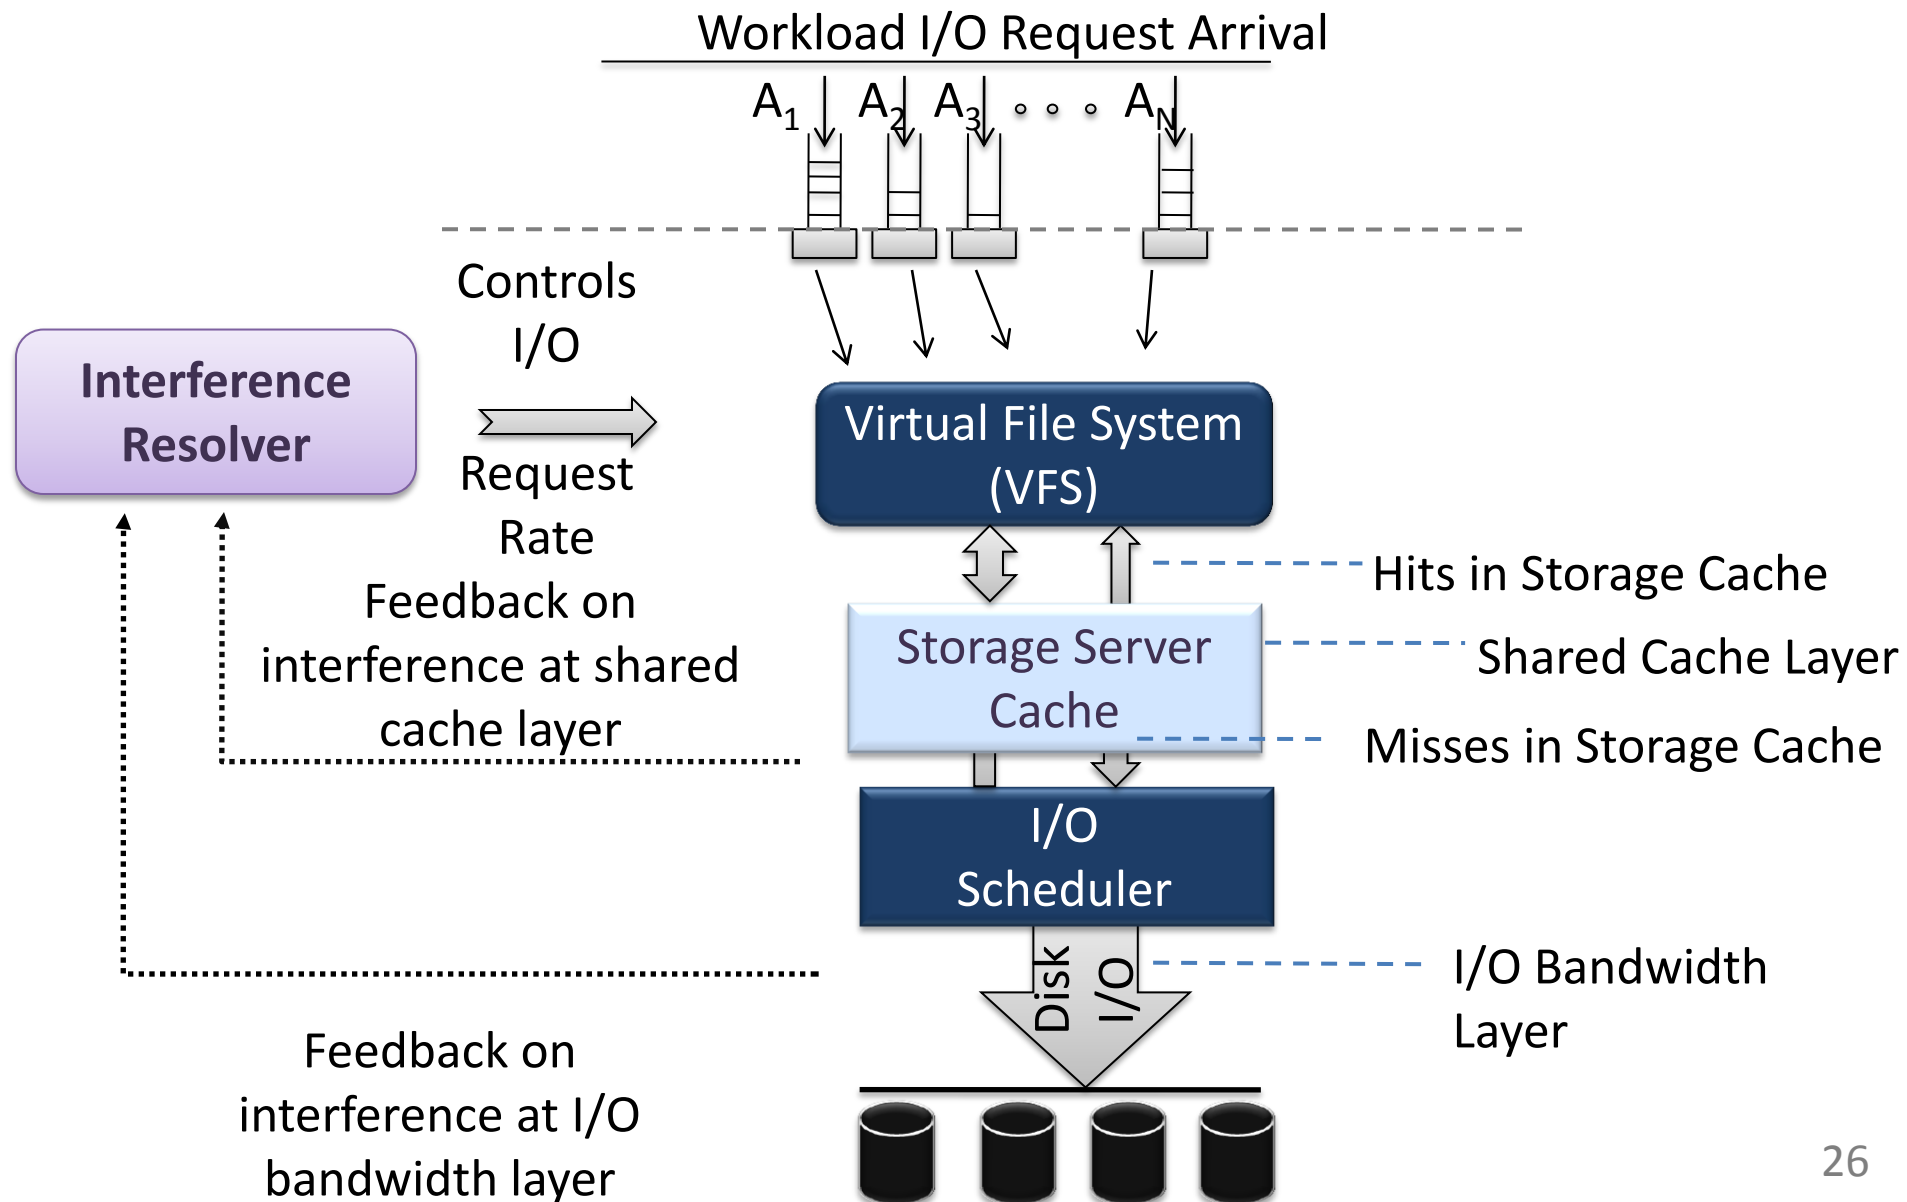 Workload I/O Request Arrival
A1 A2 A3 AN
Controls
I/O
Interference
Resolver
Request
Rate
Virtual File System
(VFS)
Feedback on
interference at shared
cache layer
Hits in Storage Cache
Storage Server
Cache
Shared Cache Layer
Misses in Storage Cache
I/O
Scheduler
Disk
I/O
I/O Bandwidth
Layer
Feedback on
interference at I/O
bandwidth layer
26